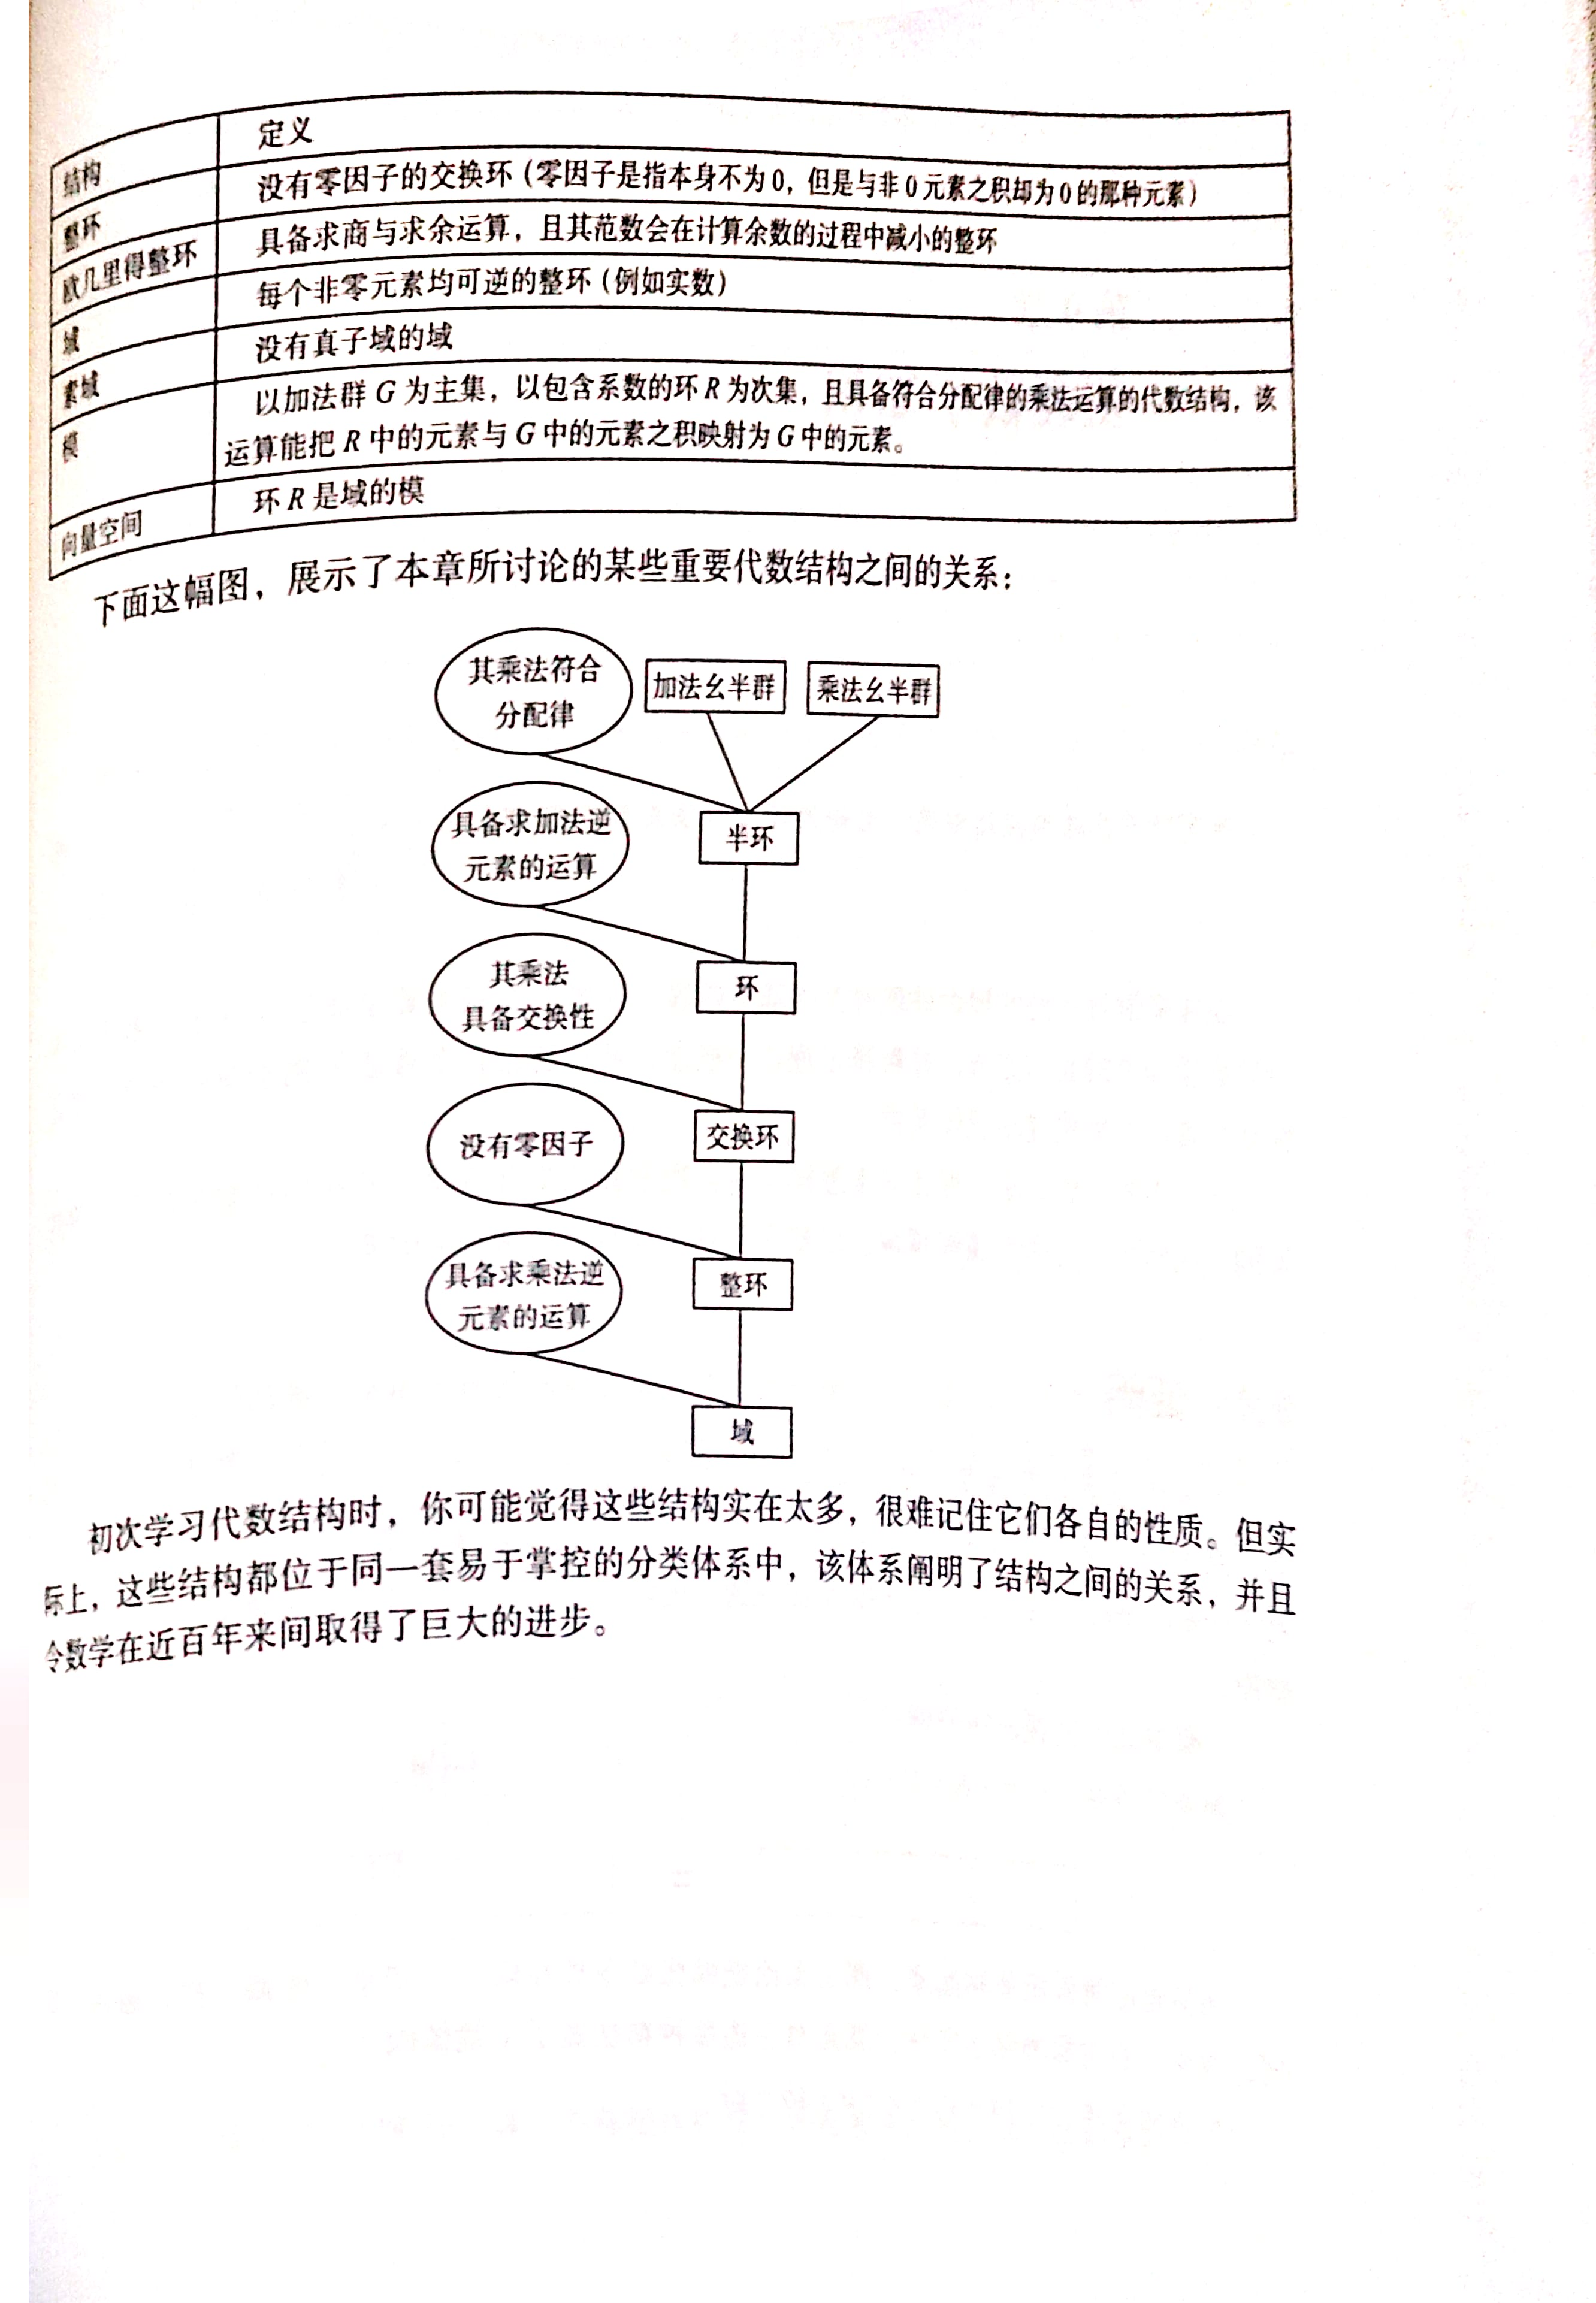 结构 定义
整环 没有零因子的交换环（零因子是指本身不为0，但是与非0元素之积却为0的那种元素）
欧几里得整环 具备求商与求余运算，且其范数会在计算余数的过程中减小的整环
域 每个非零元素均可逆的整环（例如实数）
素域 没有真子域的域
模 以加法群G为主集，以包含系数的环R为次集，且具备符合分配律的乘法运算的代数结构，该
运算能把R中的元素与G中的元素之积映射为G中的元素。
向量空间 环R是域的模
下面这幅图，展示了本章所讨论的某些重要代数结构之间的关系：
其乘法符合
分配律
加法幺半群
乘法幺半群
具备求加法逆
元素的运算
半环
其乘法
具备交换性
环
没有零因子
交换环
具备求乘法逆
元素的运算
整环
域
初次学习代数结构时，你可能觉得这些结构实在太多，很难记住它们各自的性质。但实
际上，这些结构都位于同一套易于掌控的分类体系中，该体系阐明了结构之间的关系，并且
令数学在近百年来间取得了巨大的进步。